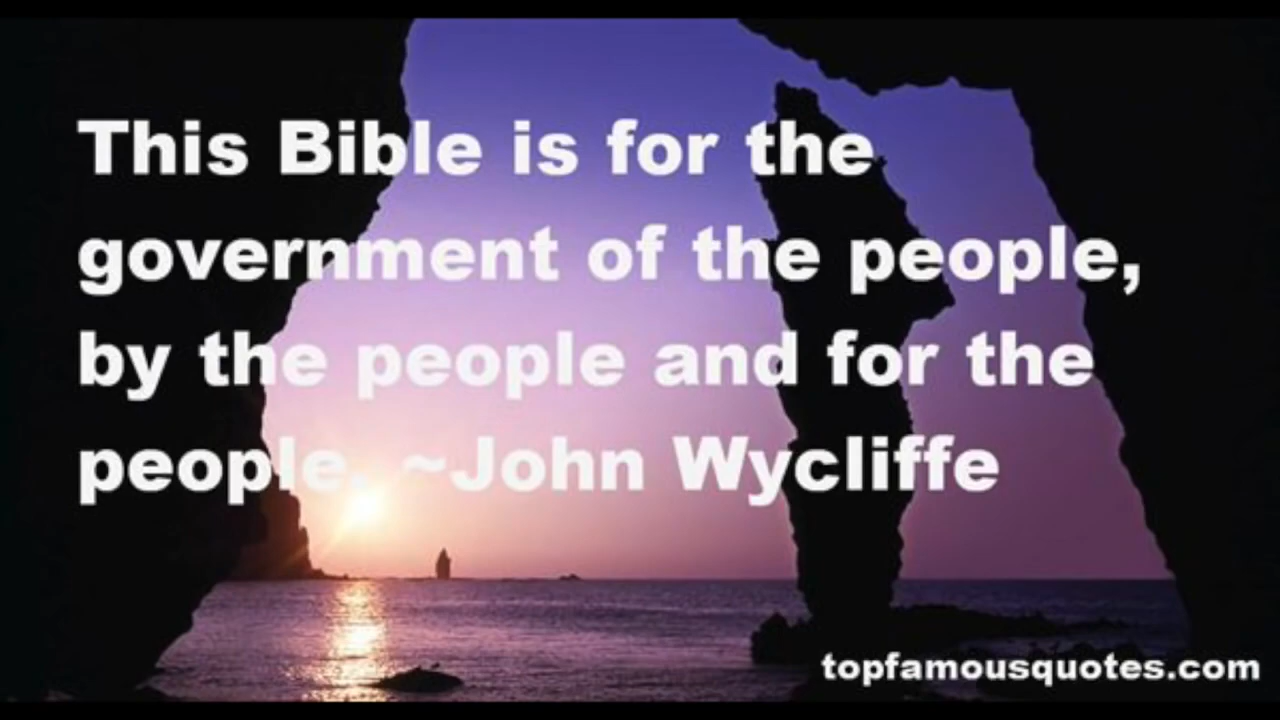 This Bible is for the
government of the people,
by the people and for the
people. ~John Wycliffe
topfamousquotes.com